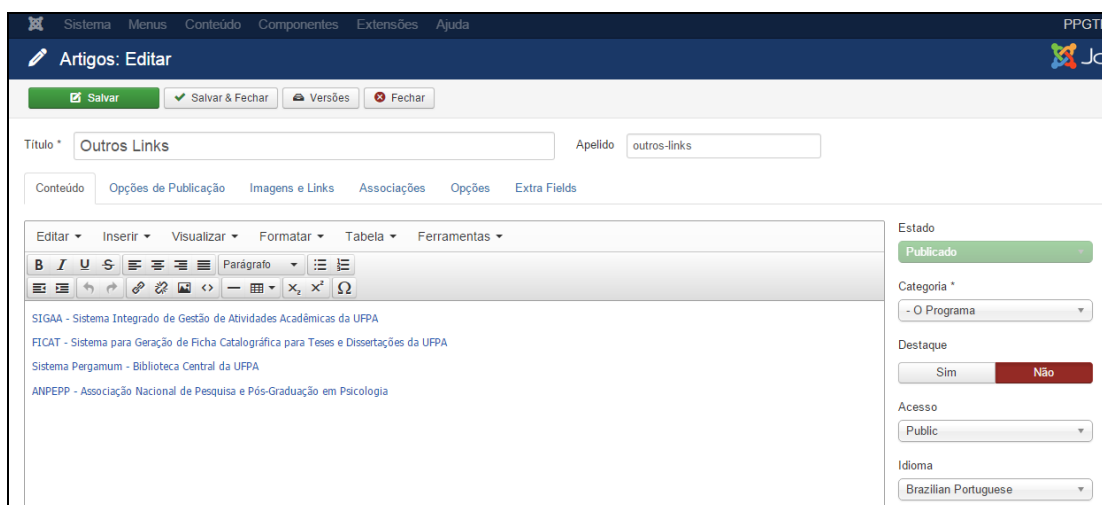 Sistema Menus Conteúdo Componentes Extensões Ajuda PPGT
Artigos: Editar Jo
Salvar Salvar & Fechar Versões Fechar
Título * Outros Links Apelido outros-links
Conteúdo Opções de Publicação Imagens e Links Associações Opções Extra Fields
Editar Inserir Visualizar Formatar Tabela Ferramentas
B I U S Parágrafo
X₂ X² Ω
SIGAA - Sistema Integrado de Gestão de Atividades Acadêmicas da UFPA
FICAT - Sistema para Geração de Ficha Catalográfica para Teses e Dissertações da UFPA
Sistema Pergamum - Biblioteca Central da UFPA
ANPEPP - Associação Nacional de Pesquisa e Pós-Graduação em Psicologia
Estado
Publicado
Categoria *
- O Programa
Destaque
Sim Não
Acesso
Public
Idioma
Brazilian Portuguese